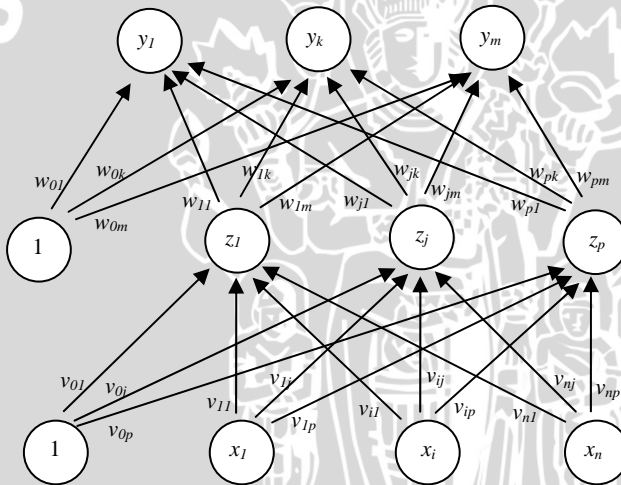 y1 yk ym
w01 w0k w11 w1k w1m wj1 wjk wjm wp1 wpk wpm
w0m
1 z1 zj zp
v01 v0j v11 v1j vi1 vij vip vn1 vnj vnp
v0p v1p
1 x1 xi xn